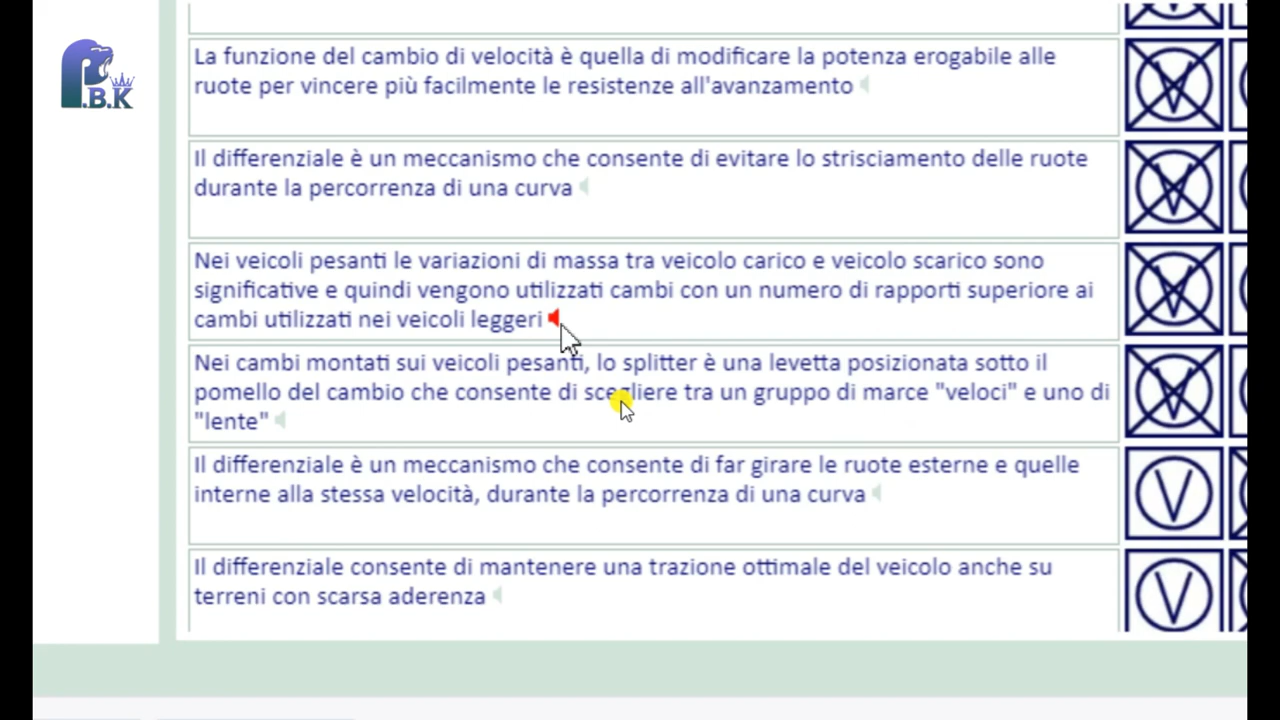 P.B.K
La funzione del cambio di velocità è quella di modificare la potenza erogabile alle
ruote per vincere più facilmente le resistenze all'avanzamento
V
Il differenziale è un meccanismo che consente di evitare lo strisciamento delle ruote
durante la percorrenza di una curva
V
Nei veicoli pesanti le variazioni di massa tra veicolo carico e veicolo scarico sono
significative e quindi vengono utilizzati cambi con un numero di rapporti superiore ai
cambi utilizzati nei veicoli leggeri
V
Nei cambi montati sui veicoli pesanti, lo splitter è una levetta posizionata sotto il
pomello del cambio che consente di scegliere tra un gruppo di marce "veloci" e uno di
"lente"
V
Il differenziale è un meccanismo che consente di far girare le ruote esterne e quelle
interne alla stessa velocità, durante la percorrenza di una curva
V
Il differenziale consente di mantenere una trazione ottimale del veicolo anche su
terreni con scarsa aderenza
V